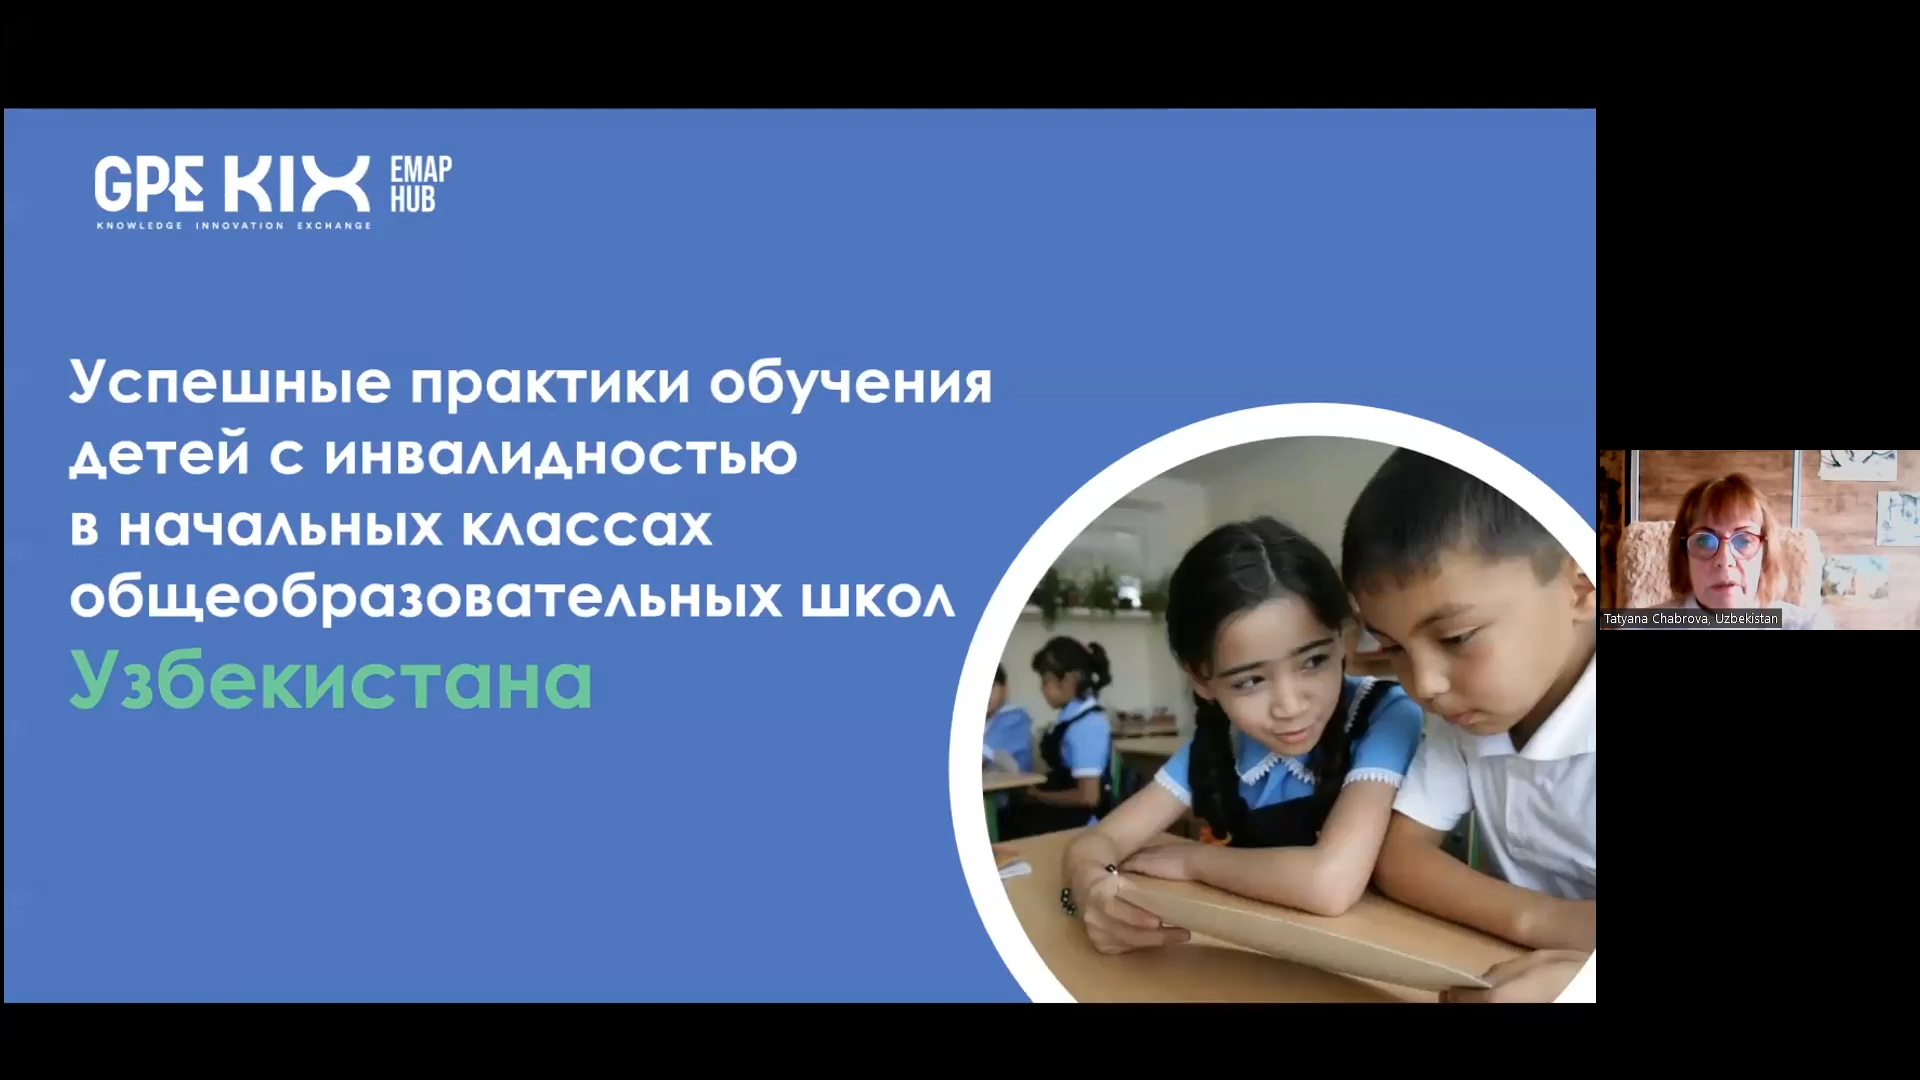 GPE KIX EMAP HUB
KNOWLEDGE INNOVATION EXCHANGE
Успешные практики обучения
детей с инвалидностью
в начальных классах
общеобразовательных школ
Узбекистана
Tatyana Chabrova, Uzbekistan